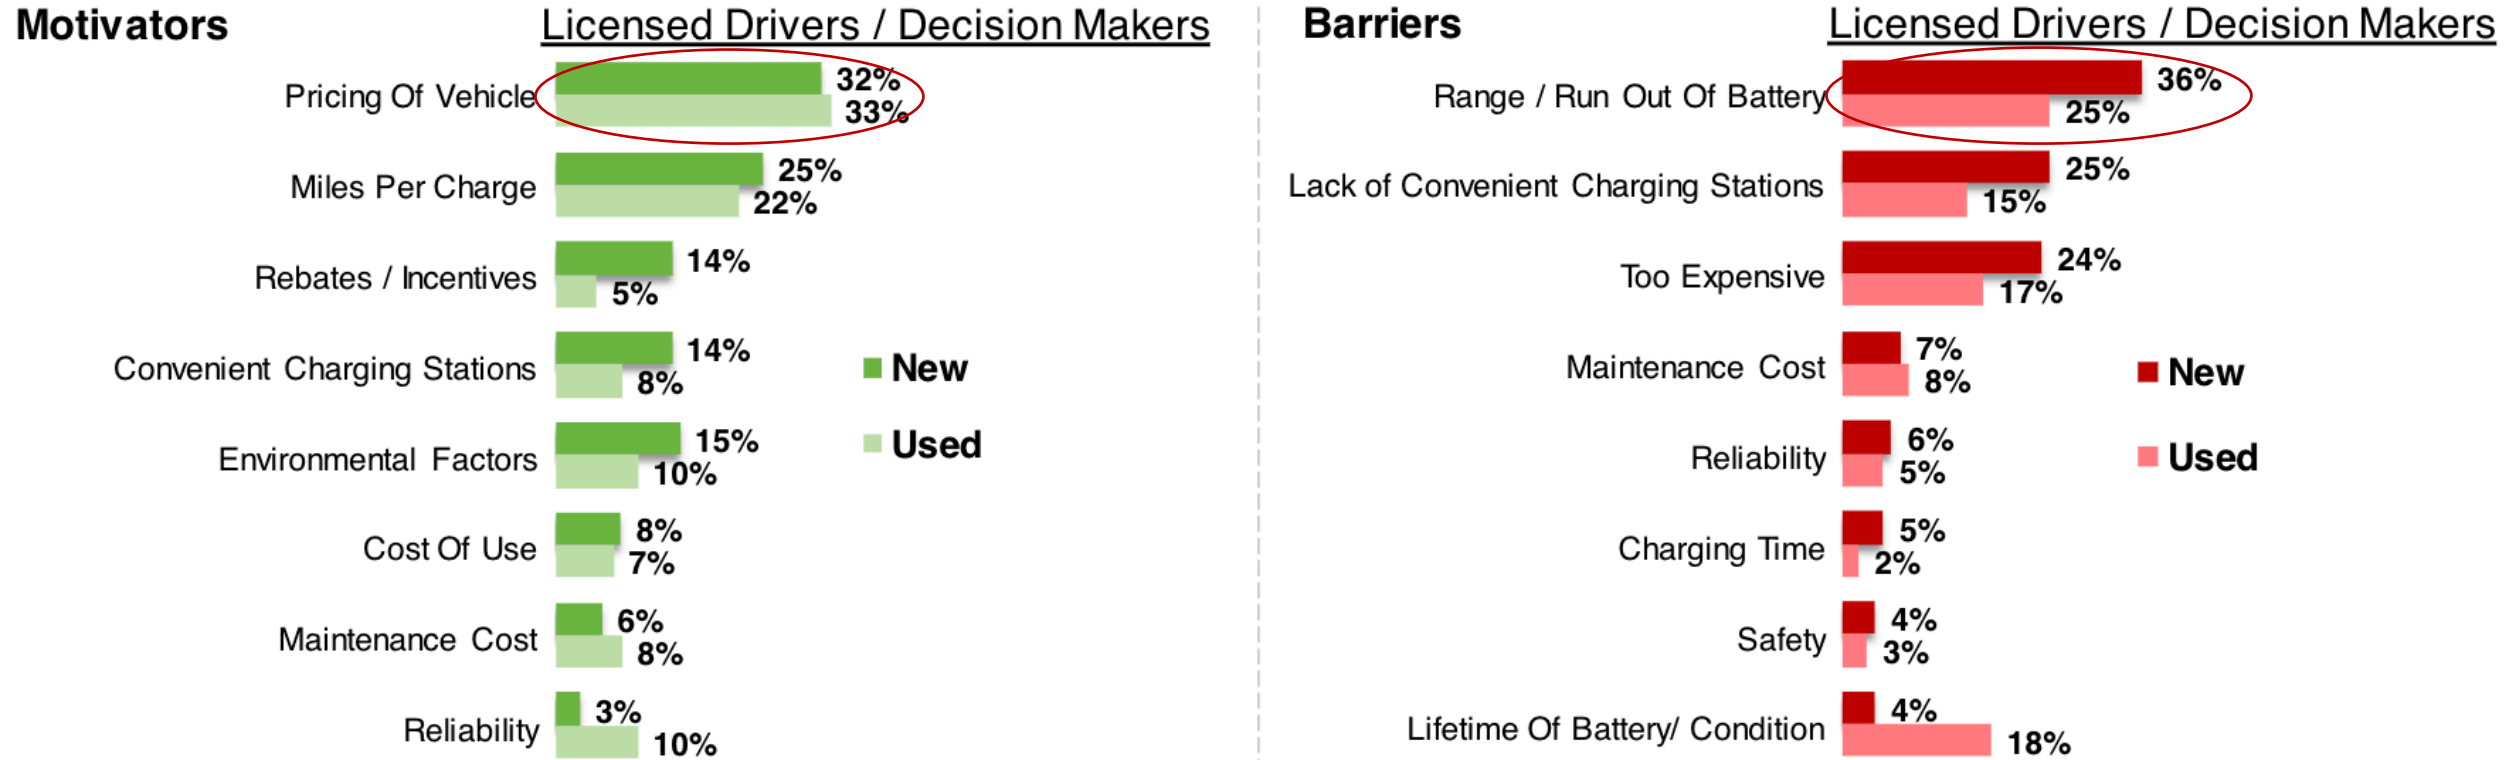 Motivators
Licensed Drivers / Decision Makers
Pricing Of Vehicle
32%
33%
Miles Per Charge
25%
22%
Rebates / Incentives
14%
5%
Convenient Charging Stations
14%
8%
Environmental Factors
15%
10%
Cost Of Use
8%
7%
Maintenance Cost
6%
8%
Reliability
3%
10%
New
Used
Barriers
Licensed Drivers / Decision Makers
Range / Run Out Of Battery
36%
25%
Lack of Convenient Charging Stations
25%
15%
Too Expensive
24%
17%
Maintenance Cost
7%
8%
Reliability
6%
5%
Charging Time
5%
2%
Safety
4%
3%
Lifetime Of Battery/ Condition
4%
18%
New
Used